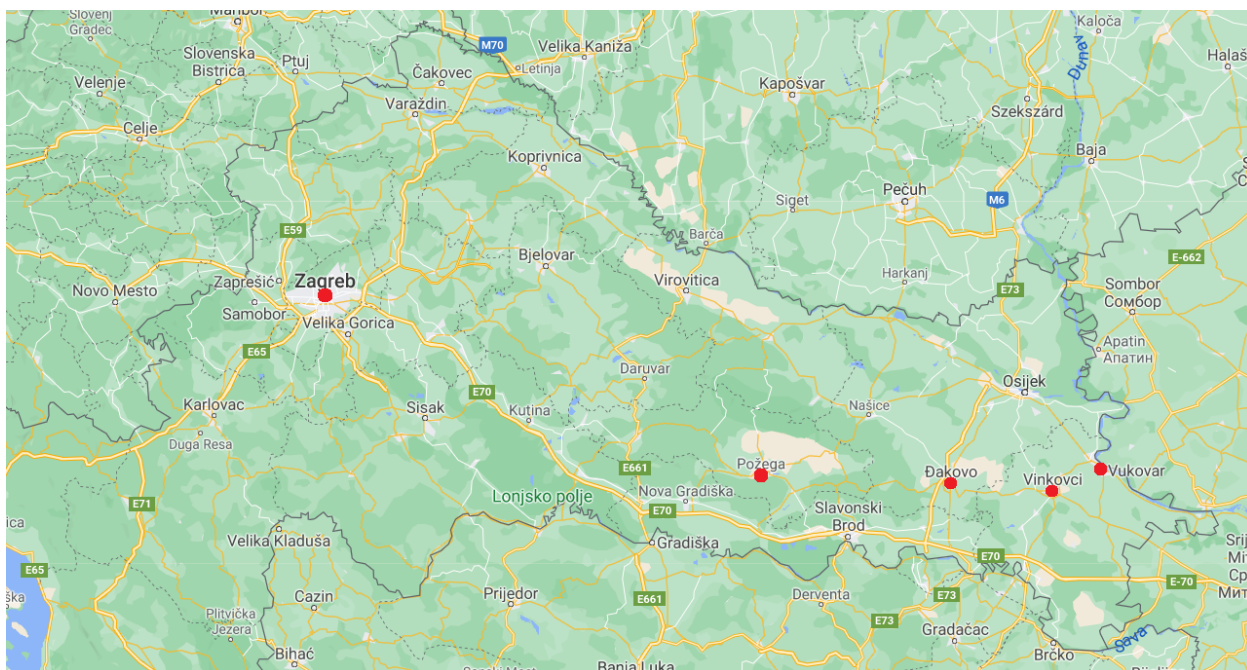 Slovenj
Gradec
Maribor
Slovenska
Bistrica
Ptuj
Velenje
Celje
Čakovec
Varaždin
M70
Letinja
Velika Kaniža
Kapošvar
Kaloča
Dunav
Halaš
Szekszárd
Baja
Koprivnica
Siget
Pečuh
M6
Barča
Harkanj
E59
Bjelovar
Virovitica
E73
E-662
Sombor
Сомбор
Novo Mesto
Zaprešić
Zagreb
Samobor
Velika Gorica
E65
Apatin
Апатин
Daruvar
Osijek
E70
Karlovac
Duga Resa
Sisak
Kutina
Našice
E661
Požega
Đakovo
Vinkovci
Vukovar
E71
Lonjsko polje
Nova Gradiška
E70
Slavonski
Brod
Velika Kladuša
Gradiška
E70
E-70
E65
Cazin
Prijedor
E661
Derventa
E73
E73
Gradačac
Plitvička
Jezera
Bihać
Banja Luka
Brčko
Sava